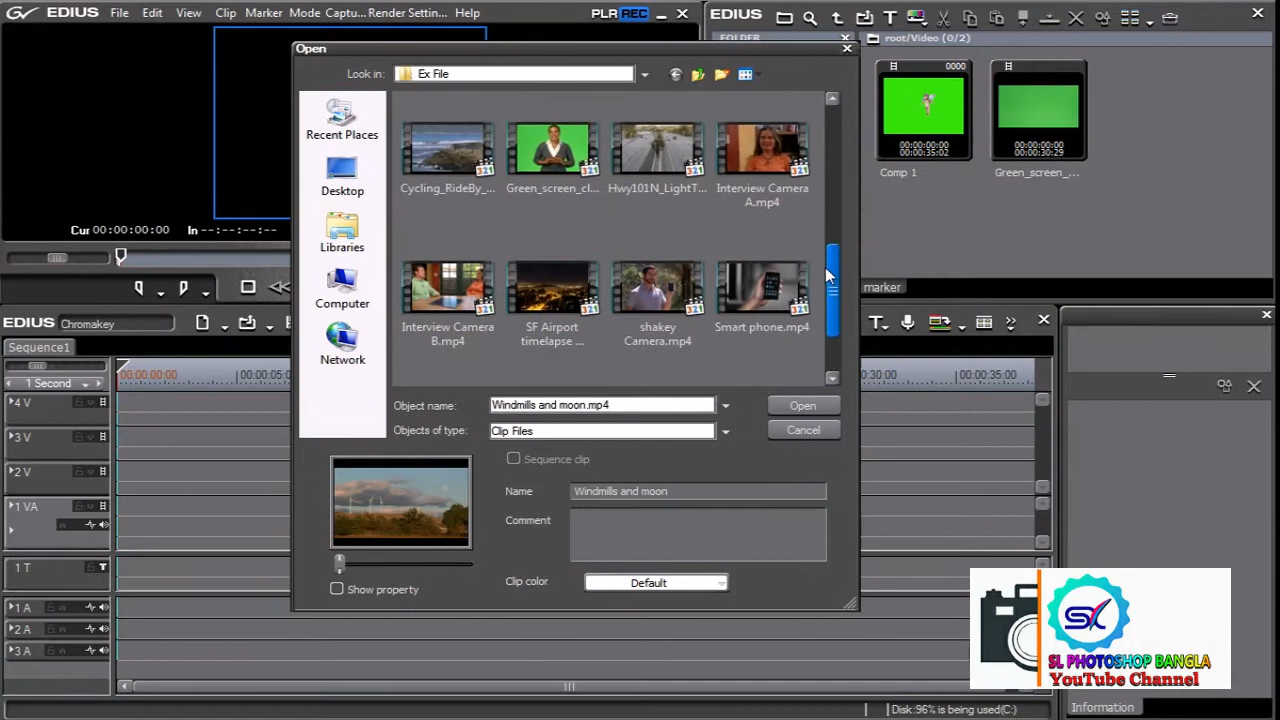 EDIUS
File
Edit
View
Clip
Marker
Mode
Captu...
Render Settin...
Help
PLR REC
EDIUS
FOLDER
root/Video (0/2)
0000
00:00:00:00
00:00:35:02
Comp 1
00:00:00:00
00:00:30:29
Green_screen_...
Open
Look in:
Ex File
Recent Places
Desktop
Libraries
Computer
Network
Cycling_RideBy_...
Green_screen_cl...
Hwy101N_LightT...
Interview Camera
A.mp4
Interview Camera
B.mp4
SF Airport
timelapse ...
shakey
Camera.mp4
Smart phone.mp4
Object name:
Windmills and moon.mp4
Open
Objects of type:
Clip Files
Cancel
Sequence clip
Name
Windmills and moon
Comment
Clip color
Default
Show property
Cur 00:00:00:00
In --:--:--:--
marker
EDIUS
Chromakey
Sequence1
1 Second
00:00:00:00
00:00:05:0
00:30:00
00:00:35:00
4 V
3 V
2 V
1 VA
1 T
1 A
2 A
3 A
SX
SL PHOTOSHOP BANGLA
YouTube Channel
Disk:96% is being used(C:)
Information